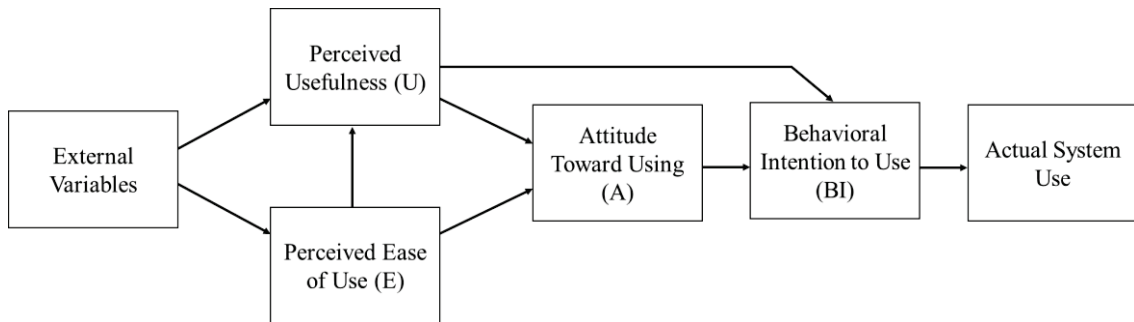 External
Variables
Perceived
Usefulness (U)
Perceived Ease
of Use (E)
Attitude
Toward Using
(A)
Behavioral
Intention to Use
(BI)
Actual System
Use